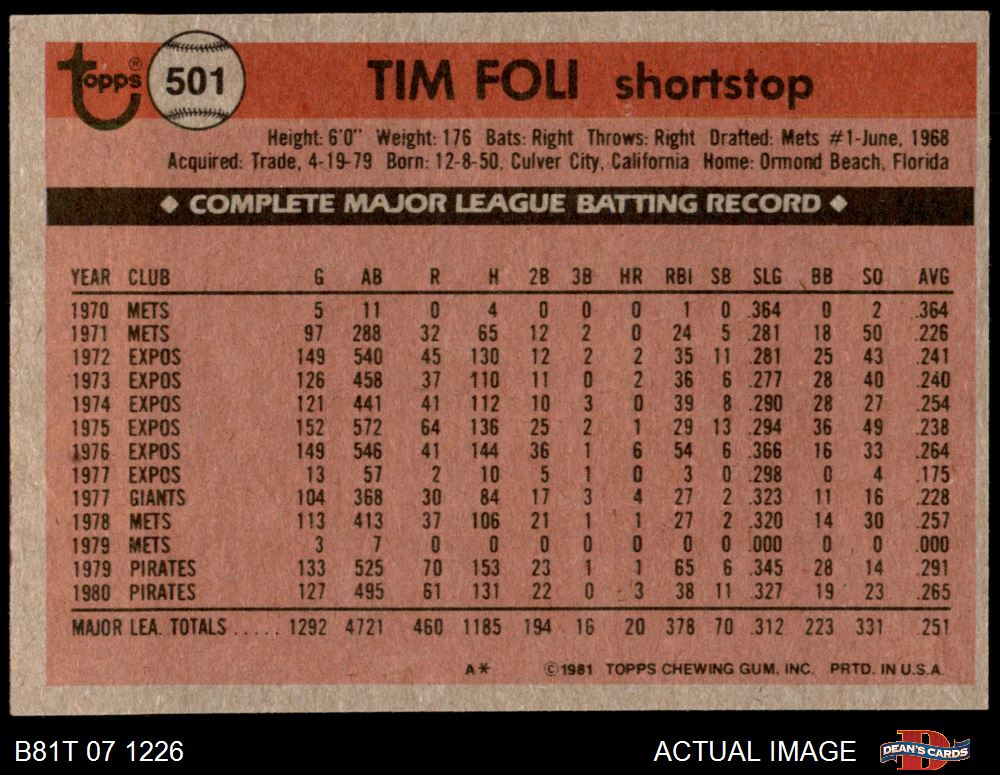 Topps® 501 TIM FOLI shortstop
Height: 6'0" Weight: 176 Bats: Right Throws: Right Drafted: Mets #1-June, 1968
Acquired: Trade, 4-19-79 Born: 12-8-50, Culver City, California Home: Ormond Beach, Florida
◆ COMPLETE MAJOR LEAGUE BATTING RECORD ◆
YEAR CLUB G AB R H 2B 3B HR RBI SB SLG BB SO AVG
1970 METS 5 11 0 4 0 0 0 1 0 .364 0 2 .364
1971 METS 97 288 32 65 12 2 0 24 5 .281 18 50 .226
1972 EXPOS 149 540 45 130 12 2 2 35 11 .281 25 43 .241
1973 EXPOS 126 458 37 110 11 0 2 36 6 .277 28 40 .240
1974 EXPOS 121 441 41 112 10 3 0 39 8 .290 28 27 .254
1975 EXPOS 152 572 64 136 25 2 1 29 13 .294 36 49 .238
1976 EXPOS 149 546 41 144 36 1 6 54 6 .366 16 33 .264
1977 EXPOS 13 57 2 10 5 1 0 3 0 .298 0 4 .175
1977 GIANTS 104 368 30 84 17 3 4 27 2 .323 11 16 .228
1978 METS 113 413 37 106 21 1 1 27 2 .320 14 30 .257
1979 METS 3 7 0 0 0 0 0 0 0 .000 0 0 .000
1979 PIRATES 133 525 70 153 23 1 1 65 6 .345 28 14 .291
1980 PIRATES 127 495 61 131 22 0 3 38 11 .327 19 23 .265
MAJOR LEA. TOTALS ..... 1292 4721 460 1185 194 16 20 378 70 .312 223 331 .251
A* ©1981 TOPPS CHEWING GUM, INC. PRTD. IN U.S.A.
B81T 07 1226 ACTUAL IMAGE DEAN'S CARDS